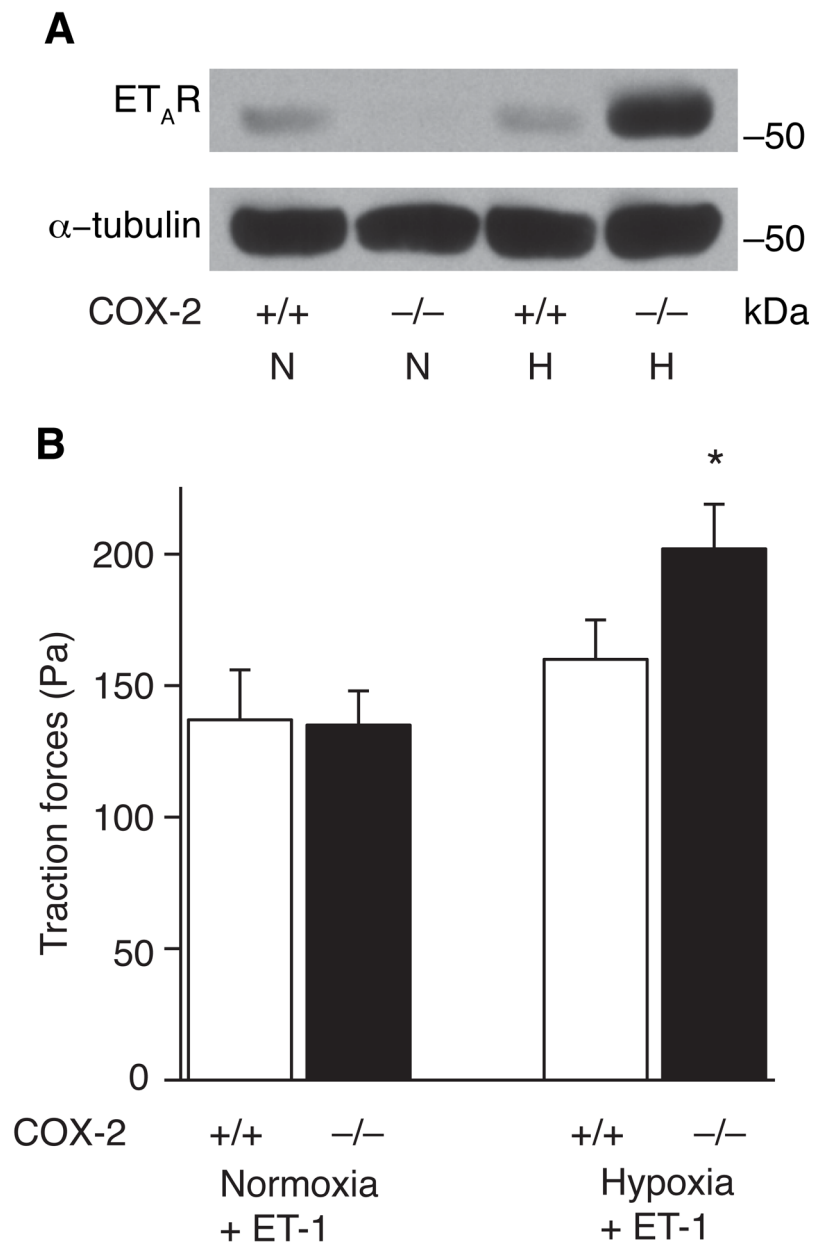 A
ET_A R
–50
α–tubulin
–50
COX-2 +/+ –/– +/+ –/– kDa
N N H H
B
*
Traction forces (Pa)
200
150
100
50
0
COX-2 +/+ –/– +/+ –/–
Normoxia Hypoxia
+ ET-1 + ET-1